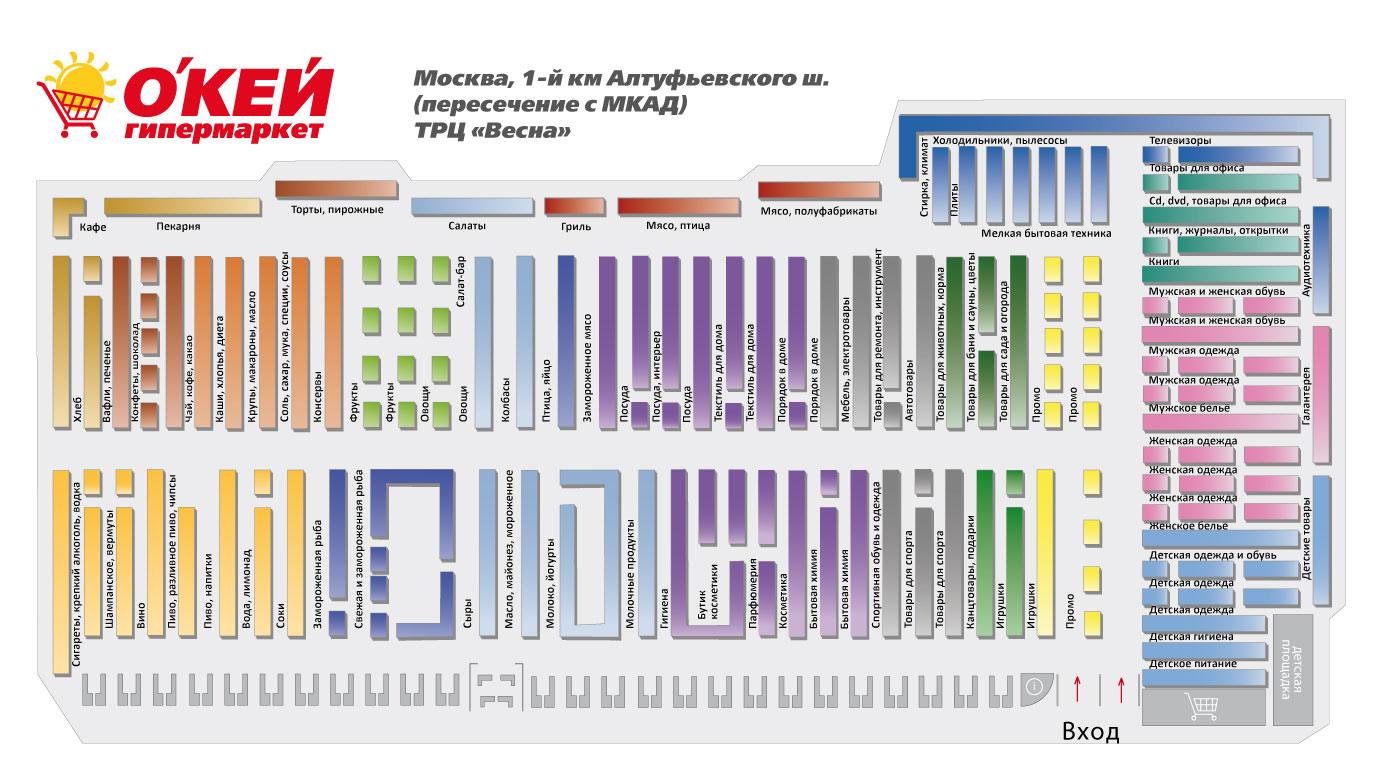 О'КЕЙ
гипермаркет
Москва, 1-й км Алтуфьевского ш.
(пересечение с МКАД)
ТРЦ «Весна»
Кафе
Пекарня
Торты, пирожные
Салаты
Гриль
Мясо, птица
Мясо, полуфабрикаты
Стирка, климат
Холодильники, пылесосы
Плиты
Мелкая бытовая техника
Телевизоры
Товары для офиса
Cd, dvd, товары для офиса
Книги, журналы, открытки
Книги
Аудиотехника
Мужская и женская обувь
Мужская и женская обувь
Мужская одежда
Мужская одежда
Мужское белье
Галантерея
Женская одежда
Женская одежда
Женская одежда
Женское белье
Детская одежда и обувь
Детская одежда
Детская одежда
Детские товары
Детская гигиена
Детское питание
детская
площадка
Хлеб
Вафли, печенье
Конфеты, шоколад
Чай, кофе, какао
Каши, хлопья, диета
Крупы, макароны, масло
Соль, сахар, мука, специи, соусы
Консервы
Фрукты
Фрукты
Овощи
Овощи
Салат-бар
Колбасы
Птица, яйцо
Замороженное мясо
Посуда
Посуда, интерьер
Посуда
Текстиль для дома
Текстиль для дома
Порядок в доме
Порядок в доме
Мебель, электротовары
Товары для ремонта, инструмент
Автотовары
Товары для животных, корма
Товары для бани и сауны, цветы
Товары для сада и огорода
Промо
Промо
Сигареты, крепкий алкоголь, водка
Шампанское, вермуты
Вино
Пиво, разливное пиво, чипсы
Пиво, напитки
Вода, лимонад
Соки
Замороженная рыба
Свежая и замороженная рыба
Сыры
Масло, майонез, мороженное
Молоко, йогурты
Молочные продукты
Гигиена
Бутик
косметики
Парфюмерия
Косметика
Бытовая химия
Бытовая химия
Спортивная обувь и одежда
Товары для спорта
Товары для спорта
Канцтовары, подарки
Игрушки
Игрушки
Промо
i
Вход